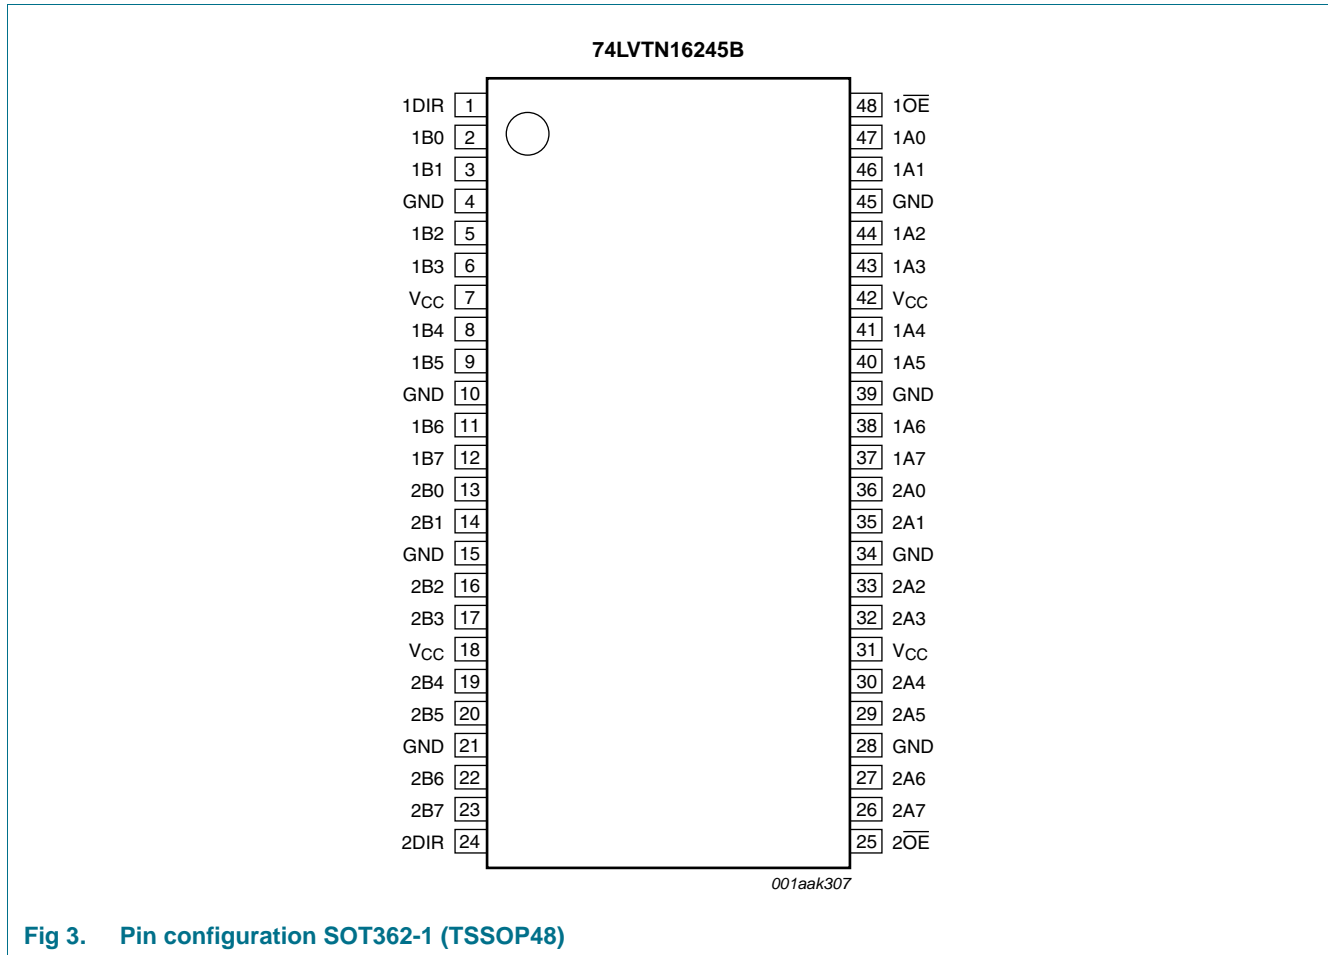 74LVTN16245B
1DIR 1 48 1O̅E̅
1B0 2 47 1A0
1B1 3 46 1A1
GND 4 45 GND
1B2 5 44 1A2
1B3 6 43 1A3
VCC 7 42 VCC
1B4 8 41 1A4
1B5 9 40 1A5
GND 10 39 GND
1B6 11 38 1A6
1B7 12 37 1A7
2B0 13 36 2A0
2B1 14 35 2A1
GND 15 34 GND
2B2 16 33 2A2
2B3 17 32 2A3
VCC 18 31 VCC
2B4 19 30 2A4
2B5 20 29 2A5
GND 21 28 GND
2B6 22 27 2A6
2B7 23 26 2A7
2DIR 24 25 2O̅E̅
001aak307
Fig 3. Pin configuration SOT362-1 (TSSOP48)